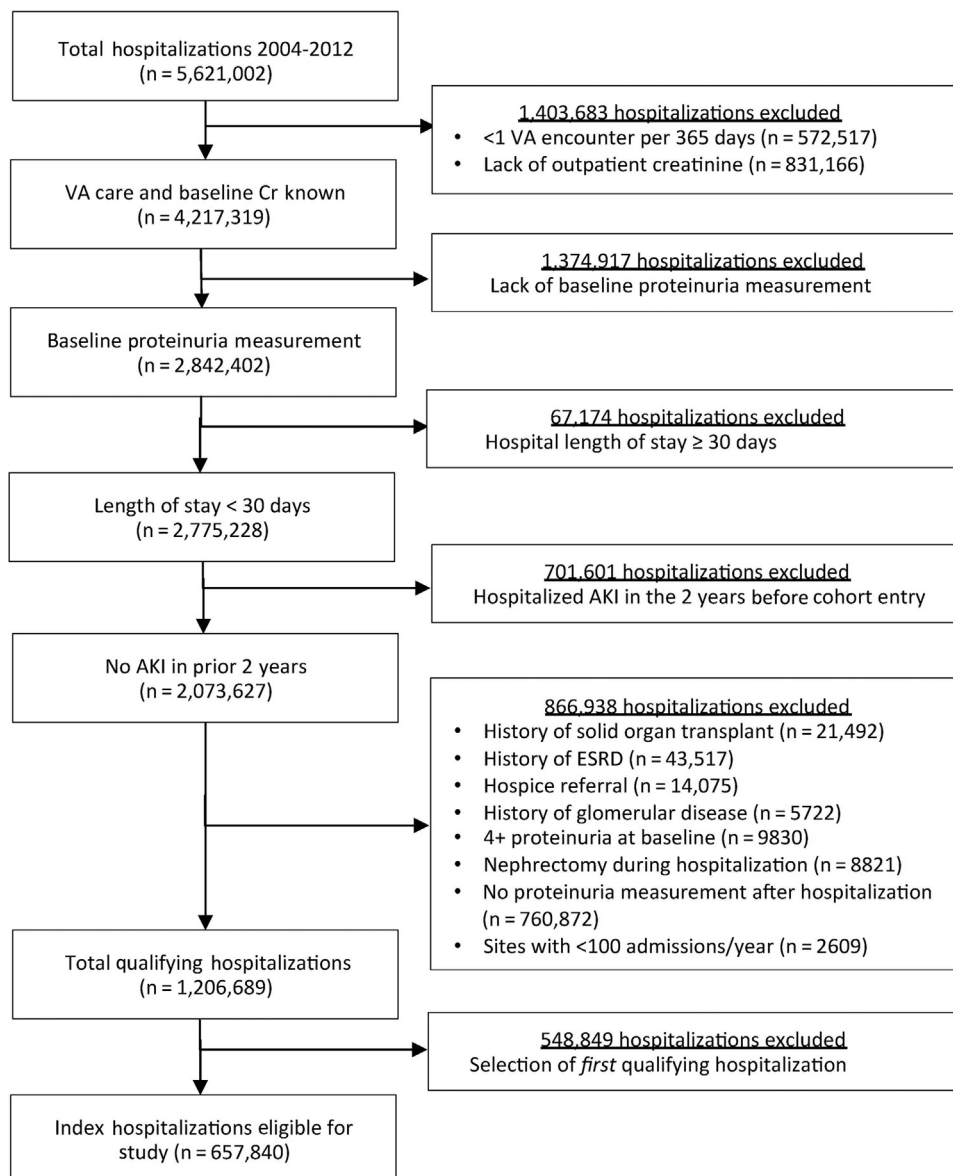 Total hospitalizations 2004-2012
(n = 5,621,002)
1,403,683 hospitalizations excluded
• <1 VA encounter per 365 days (n = 572,517)
• Lack of outpatient creatinine (n = 831,166)
VA care and baseline Cr known
(n = 4,217,319)
1,374,917 hospitalizations excluded
Lack of baseline proteinuria measurement
Baseline proteinuria measurement
(n = 2,842,402)
67,174 hospitalizations excluded
Hospital length of stay ≥ 30 days
Length of stay < 30 days
(n = 2,775,228)
701,601 hospitalizations excluded
Hospitalized AKI in the 2 years before cohort entry
No AKI in prior 2 years
(n = 2,073,627)
866,938 hospitalizations excluded
• History of solid organ transplant (n = 21,492)
• History of ESRD (n = 43,517)
• Hospice referral (n = 14,075)
• History of glomerular disease (n = 5722)
• 4+ proteinuria at baseline (n = 9830)
• Nephrectomy during hospitalization (n = 8821)
• No proteinuria measurement after hospitalization
(n = 760,872)
• Sites with <100 admissions/year (n = 2609)
Total qualifying hospitalizations
(n = 1,206,689)
548,849 hospitalizations excluded
Selection of first qualifying hospitalization
Index hospitalizations eligible for
study (n = 657,840)